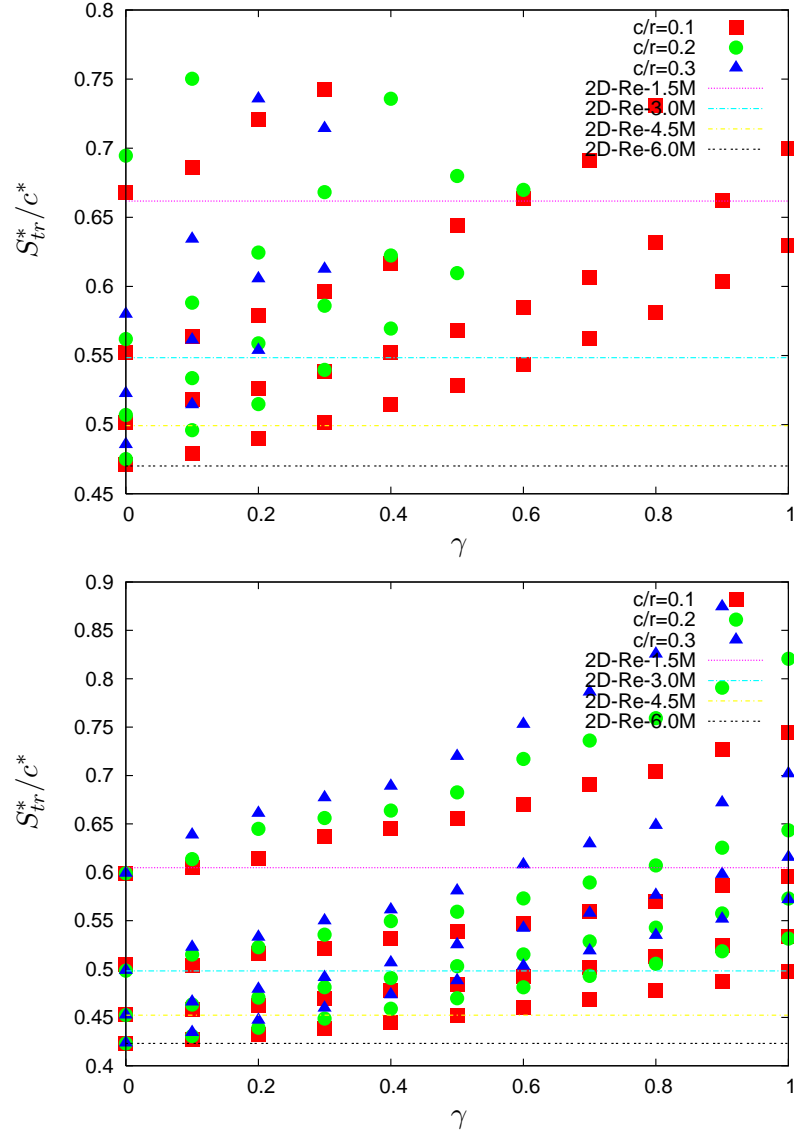 0.8
0.75
0.7
0.65
0.6
0.55
0.5
0.45
S*tr/c*
0 0.2 0.4 0.6 0.8 1
γ
c/r=0.1
c/r=0.2
c/r=0.3
2D-Re-1.5M
2D-Re-3.0M
2D-Re-4.5M
2D-Re-6.0M
0.9
0.85
0.8
0.75
0.7
0.65
0.6
0.55
0.5
0.45
0.4
S*tr/c*
0 0.2 0.4 0.6 0.8 1
γ
c/r=0.1
c/r=0.2
c/r=0.3
2D-Re-1.5M
2D-Re-3.0M
2D-Re-4.5M
2D-Re-6.0M